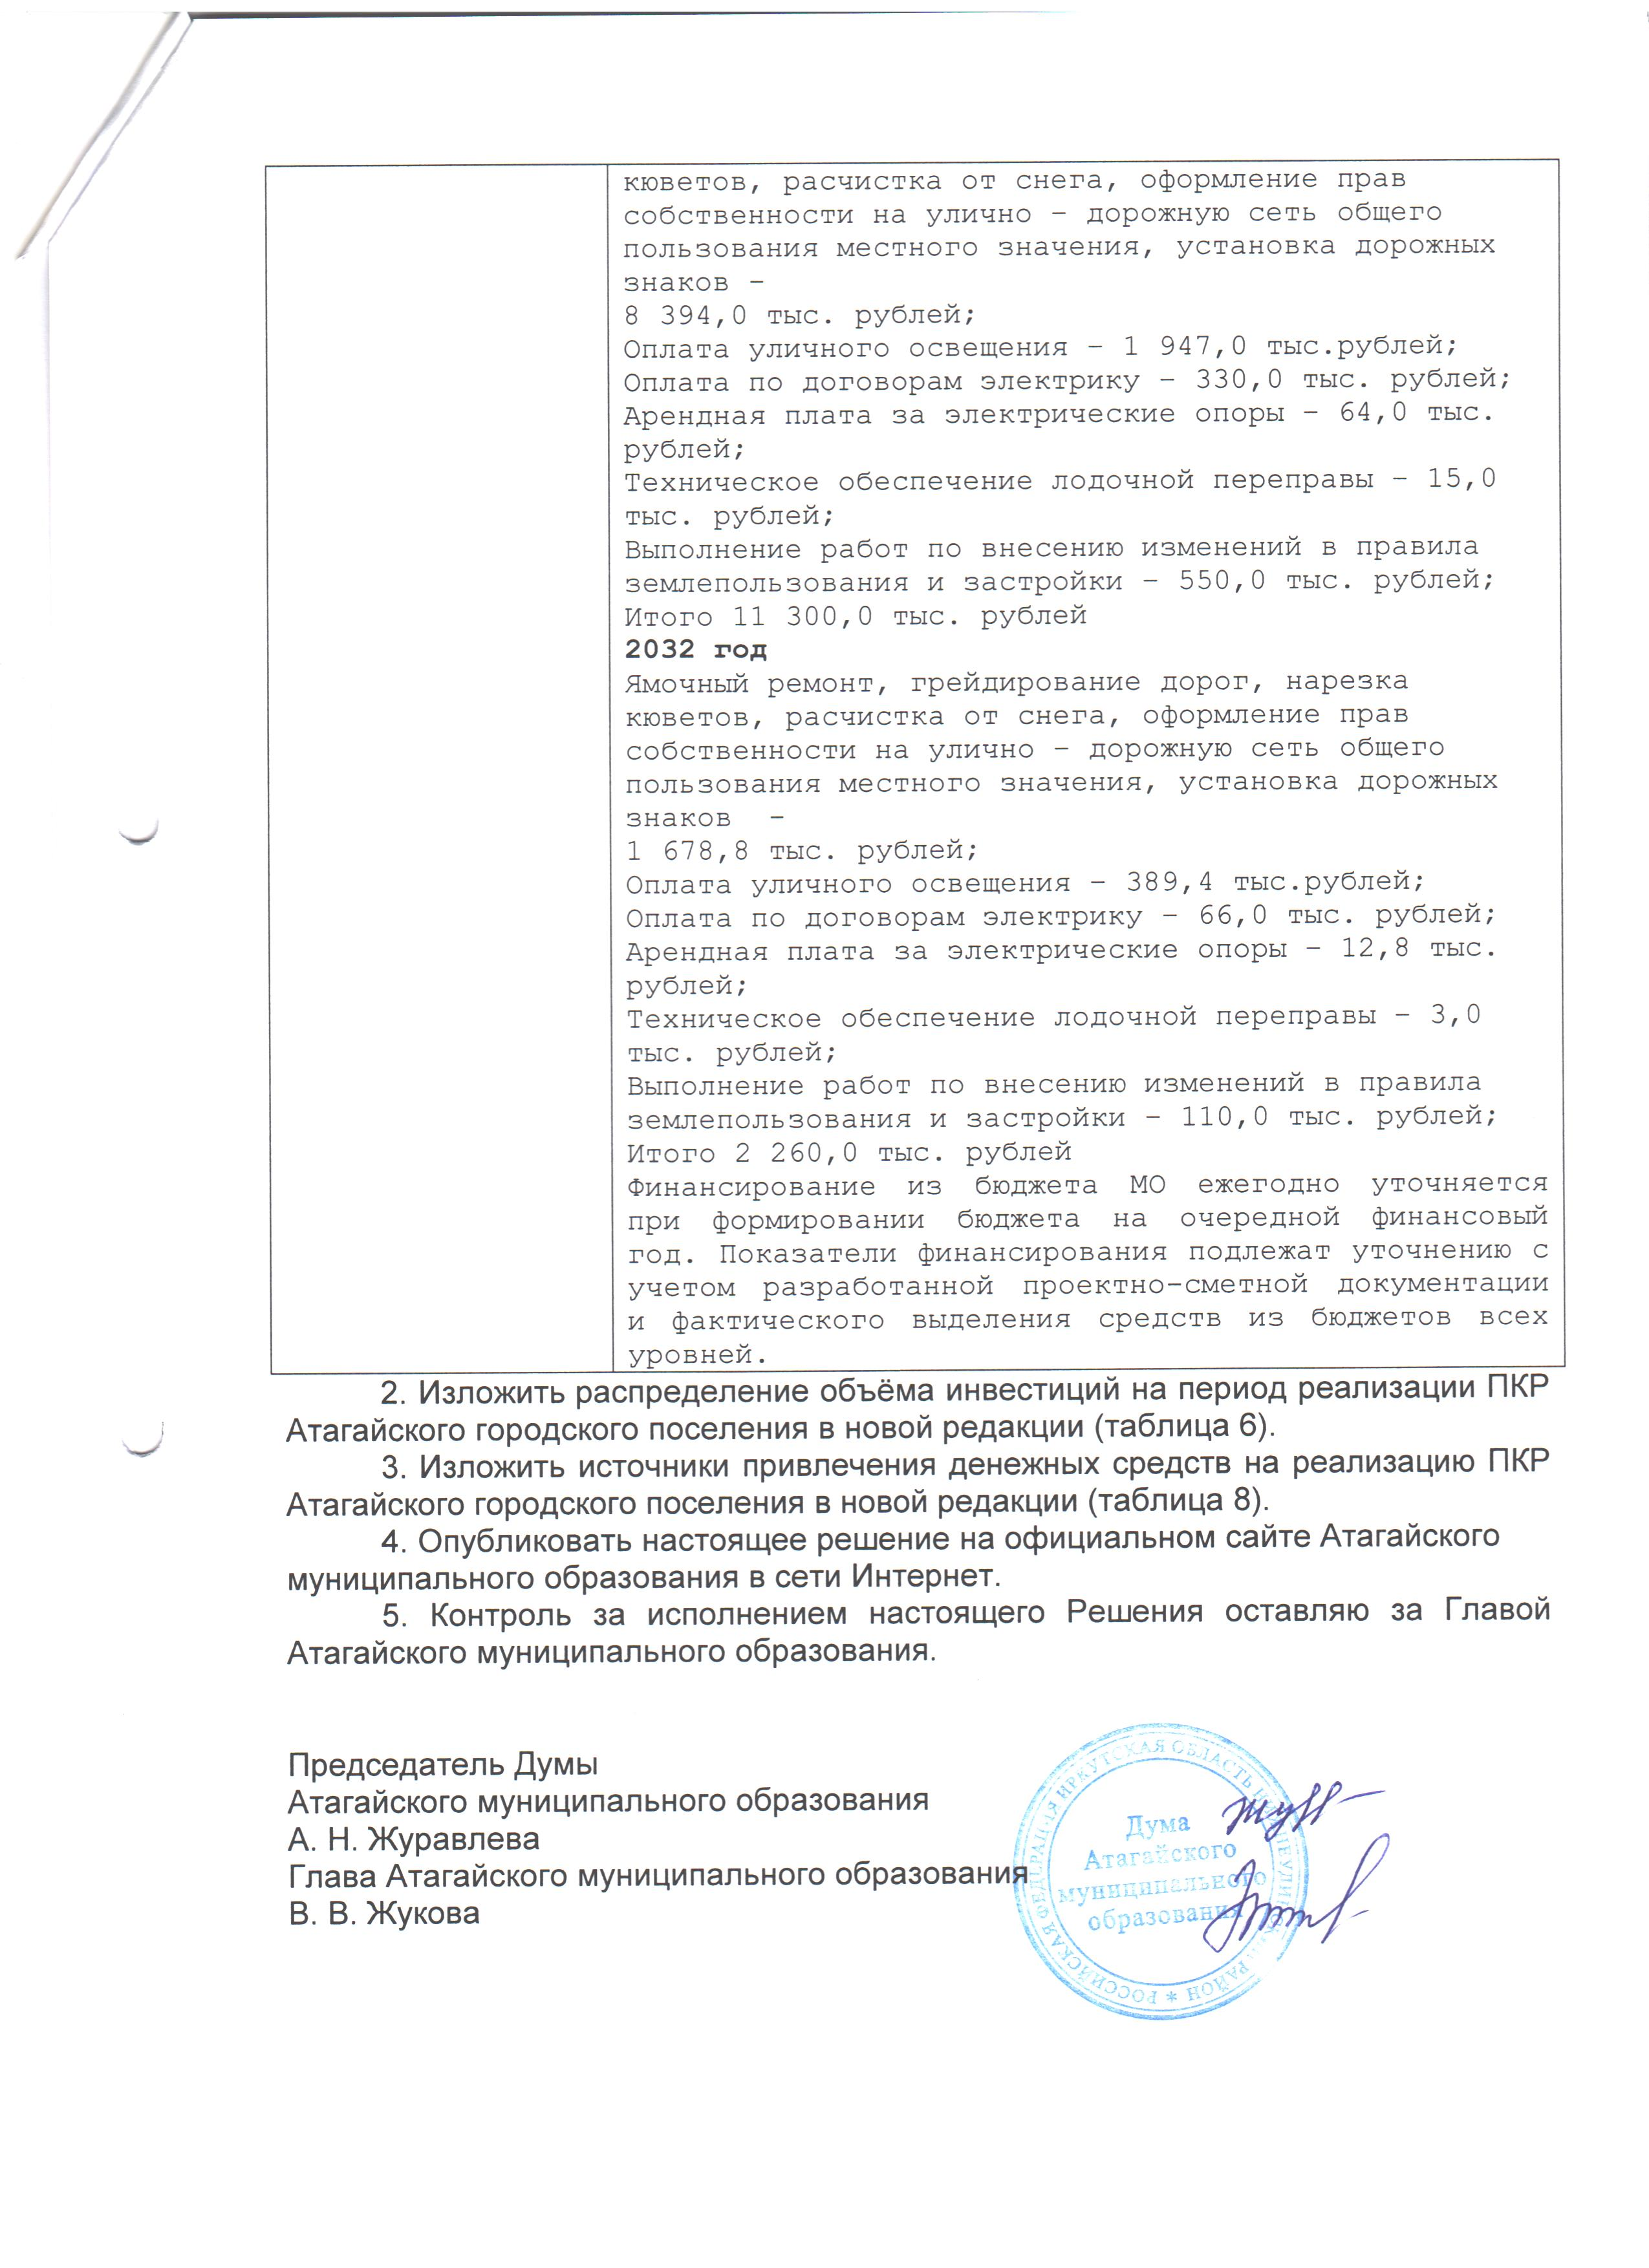 кюветов, расчистка от снега, оформление прав
собственности на улично – дорожную сеть общего
пользования местного значения, установка дорожных
знаков –
8 394,0 тыс. рублей;
Оплата уличного освещения – 1 947,0 тыс.рублей;
Оплата по договорам электрику – 330,0 тыс. рублей;
Арендная плата за электрические опоры – 64,0 тыс.
рублей;
Техническое обеспечение лодочной переправы – 15,0
тыс. рублей;
Выполнение работ по внесению изменений в правила
землепользования и застройки – 550,0 тыс. рублей;
Итого 11 300,0 тыс. рублей
2032 год
Ямочный ремонт, грейдирование дорог, нарезка
кюветов, расчистка от снега, оформление прав
собственности на улично – дорожную сеть общего
пользования местного значения, установка дорожных
знаков –
1 678,8 тыс. рублей;
Оплата уличного освещения – 389,4 тыс.рублей;
Оплата по договорам электрику – 66,0 тыс. рублей;
Арендная плата за электрические опоры – 12,8 тыс.
рублей;
Техническое обеспечение лодочной переправы – 3,0
тыс. рублей;
Выполнение работ по внесению изменений в правила
землепользования и застройки – 110,0 тыс. рублей;
Итого 2 260,0 тыс. рублей
Финансирование из бюджета МО ежегодно уточняется
при формировании бюджета на очередной финансовый
год. Показатели финансирования подлежат уточнению с
учетом разработанной проектно-сметной документации
и фактического выделения средств из бюджетов всех
уровней.
2. Изложить распределение объёма инвестиций на период реализации ПКР
Атагайского городского поселения в новой редакции (таблица 6).
3. Изложить источники привлечения денежных средств на реализацию ПКР
Атагайского городского поселения в новой редакции (таблица 8).
4. Опубликовать настоящее решение на официальном сайте Атагайского
муниципального образования в сети Интернет.
5. Контроль за исполнением настоящего Решения оставляю за Главой
Атагайского муниципального образования.
Председатель Думы
Атагайского муниципального образования
А. Н. Журавлева
Глава Атагайского муниципального образования
В. В. Жукова
РОССИЙСКАЯ ФЕДЕРАЦИЯ ИРКУТСКАЯ ОБЛАСТЬ РАЙОН *
Дума
Атагайского
муниципального
образования